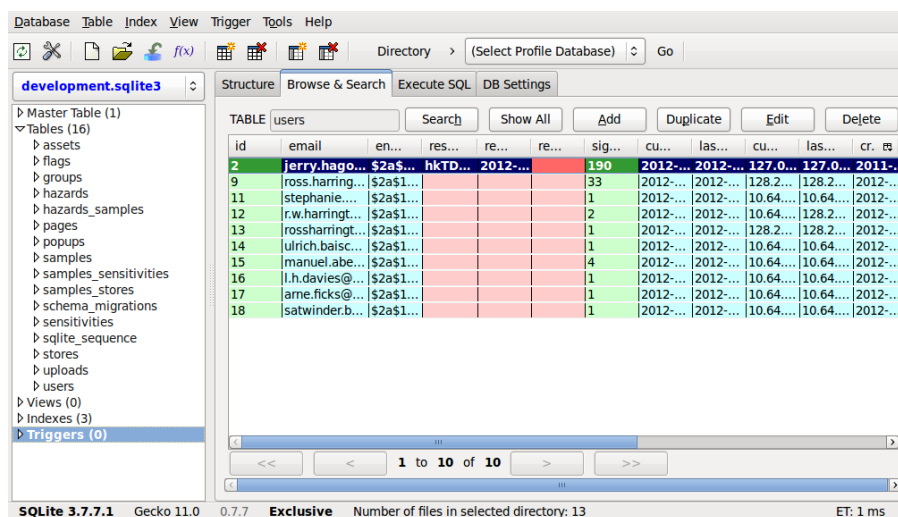 Database Table Index View Trigger Tools Help
f(x) Directory > (Select Profile Database) Go
development.sqlite3
Master Table (1)
Tables (16)
assets
flags
groups
hazards
hazards_samples
pages
popups
samples
samples_sensitivities
samples_stores
schema_migrations
sensitivities
sqlite_sequence
stores
uploads
users
Views (0)
Indexes (3)
Triggers (0)
Structure Browse & Search Execute SQL DB Settings
TABLE users Search Show All Add Duplicate Edit Delete
id email en... res... re... re... sig... cu... las... cu... las... cr.
2 jerry.hago... $2a$... hkTD... 2012-... 190 2012-... 2012-... 127.0... 127.0... 2011-..
9 ross.harring... $2a$1... 33 2012-... 2012-... 128.2... 128.2... 2012-...
11 stephanie.... $2a$1... 1 2012-... 2012-... 10.64.... 10.64.... 2012-...
12 r.w.harringt... $2a$1... 2 2012-... 2012-... 10.64.... 128.2... 2012-...
13 rossharringt... $2a$1... 1 2012-... 2012-... 128.2... 128.2... 2012-...
14 ulrich.baisc... $2a$1... 1 2012-... 2012-... 10.64.... 10.64.... 2012-...
15 manuel.abe... $2a$1... 4 2012-... 2012-... 10.64.... 10.64.... 2012-...
16 l.h.davies@... $2a$1... 1 2012-... 2012-... 10.64.... 10.64.... 2012-...
17 arne.ficks@... $2a$1... 1 2012-... 2012-... 10.64.... 10.64.... 2012-...
18 satwinder.b... $2a$1... 1 2012-... 2012-... 10.64.... 10.64.... 2012-...
<< < 1 to 10 of 10 > >>
SQLite 3.7.7.1 Gecko 11.0 0.7.7 Exclusive Number of files in selected directory: 13 ET: 1 ms